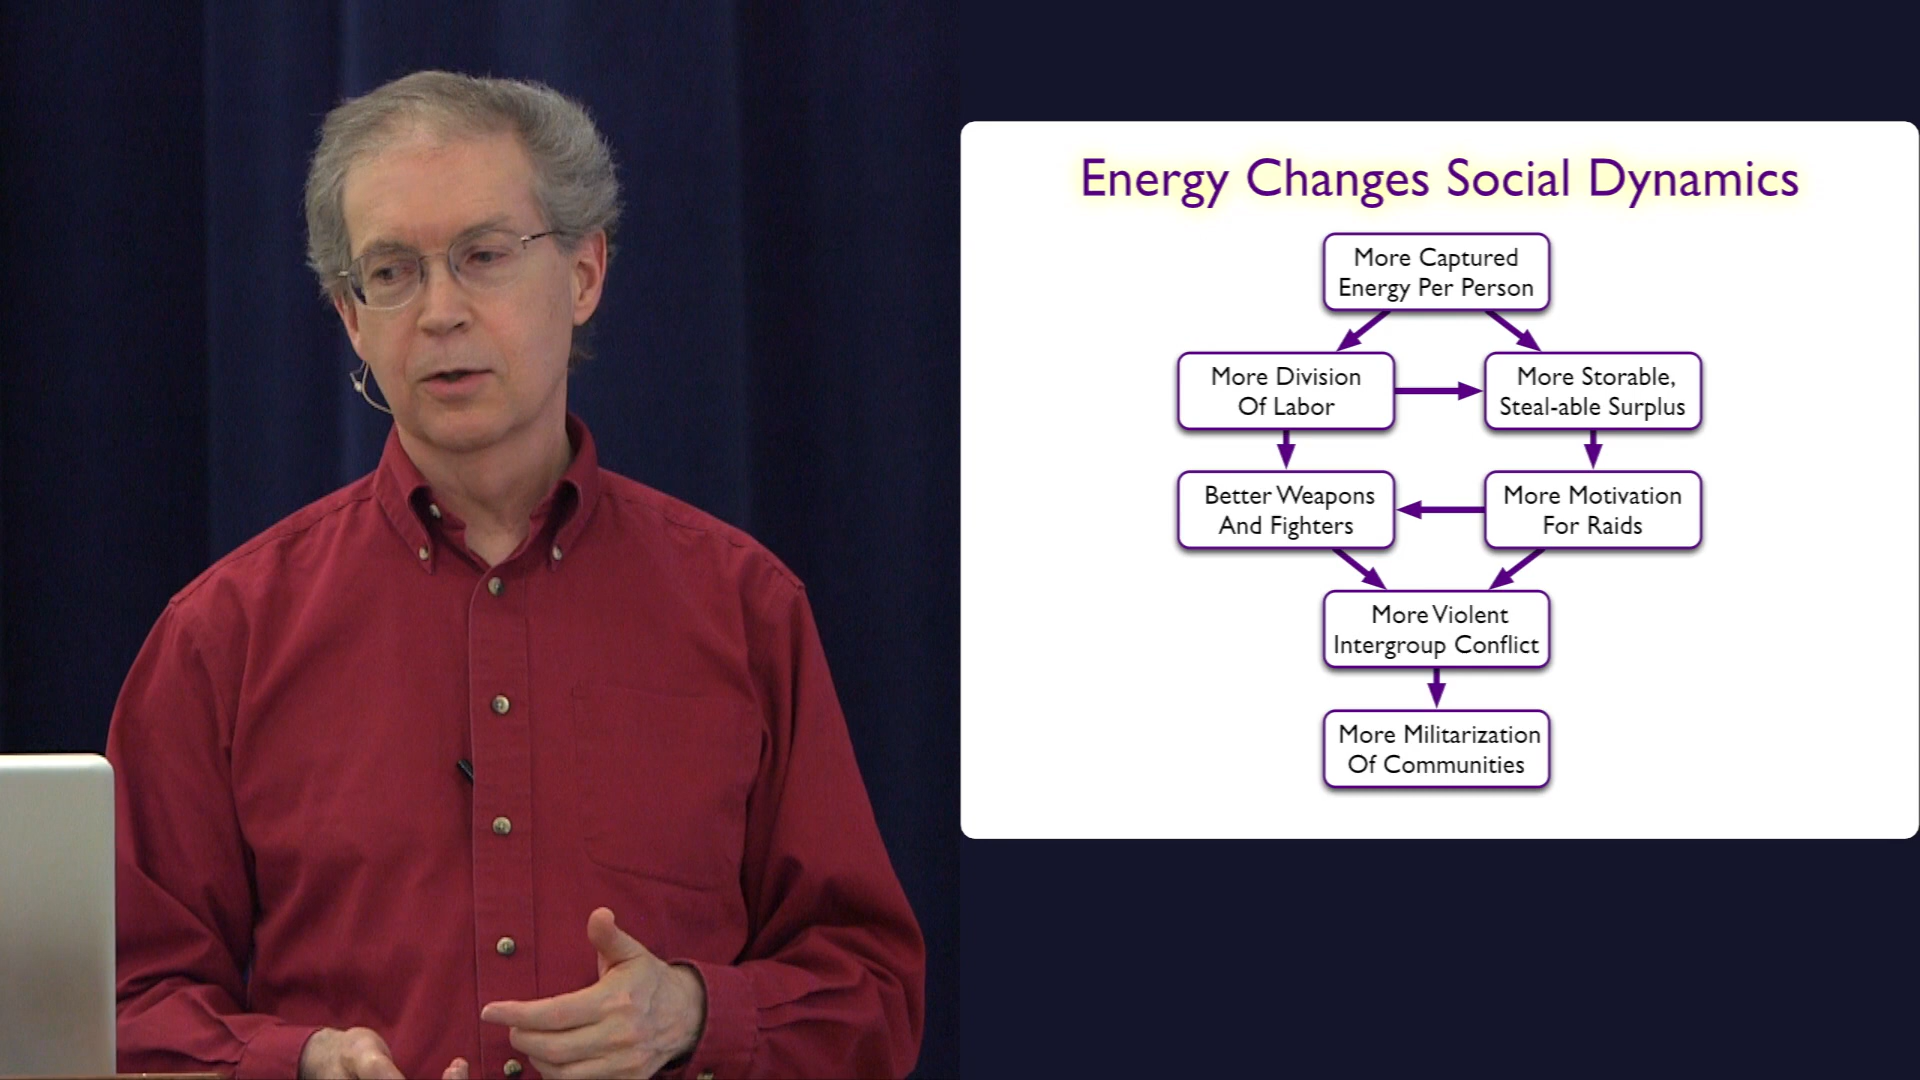 Energy Changes Social Dynamics
More Captured
Energy Per Person
More Division
Of Labor
More Storable,
Steal-able Surplus
Better Weapons
And Fighters
More Motivation
For Raids
More Violent
Intergroup Conflict
More Militarization
Of Communities